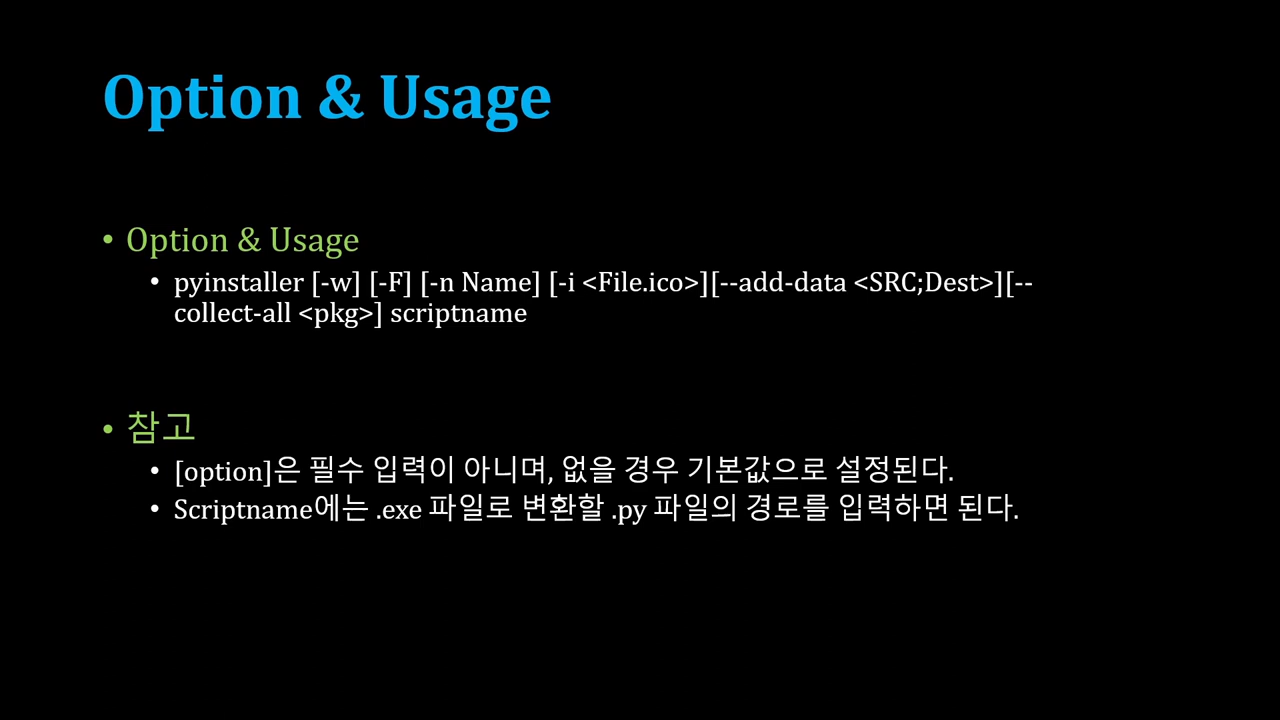 Option & Usage
• Option & Usage
• pyinstaller [-w] [-F] [-n Name] [-i <File.ico>][--add-data <SRC;Dest>][--
collect-all <pkg>] scriptname
• 참고
• [option]은 필수 입력이 아니며, 없을 경우 기본값으로 설정된다.
• Scriptname에는 .exe 파일로 변환할 .py 파일의 경로를 입력하면 된다.